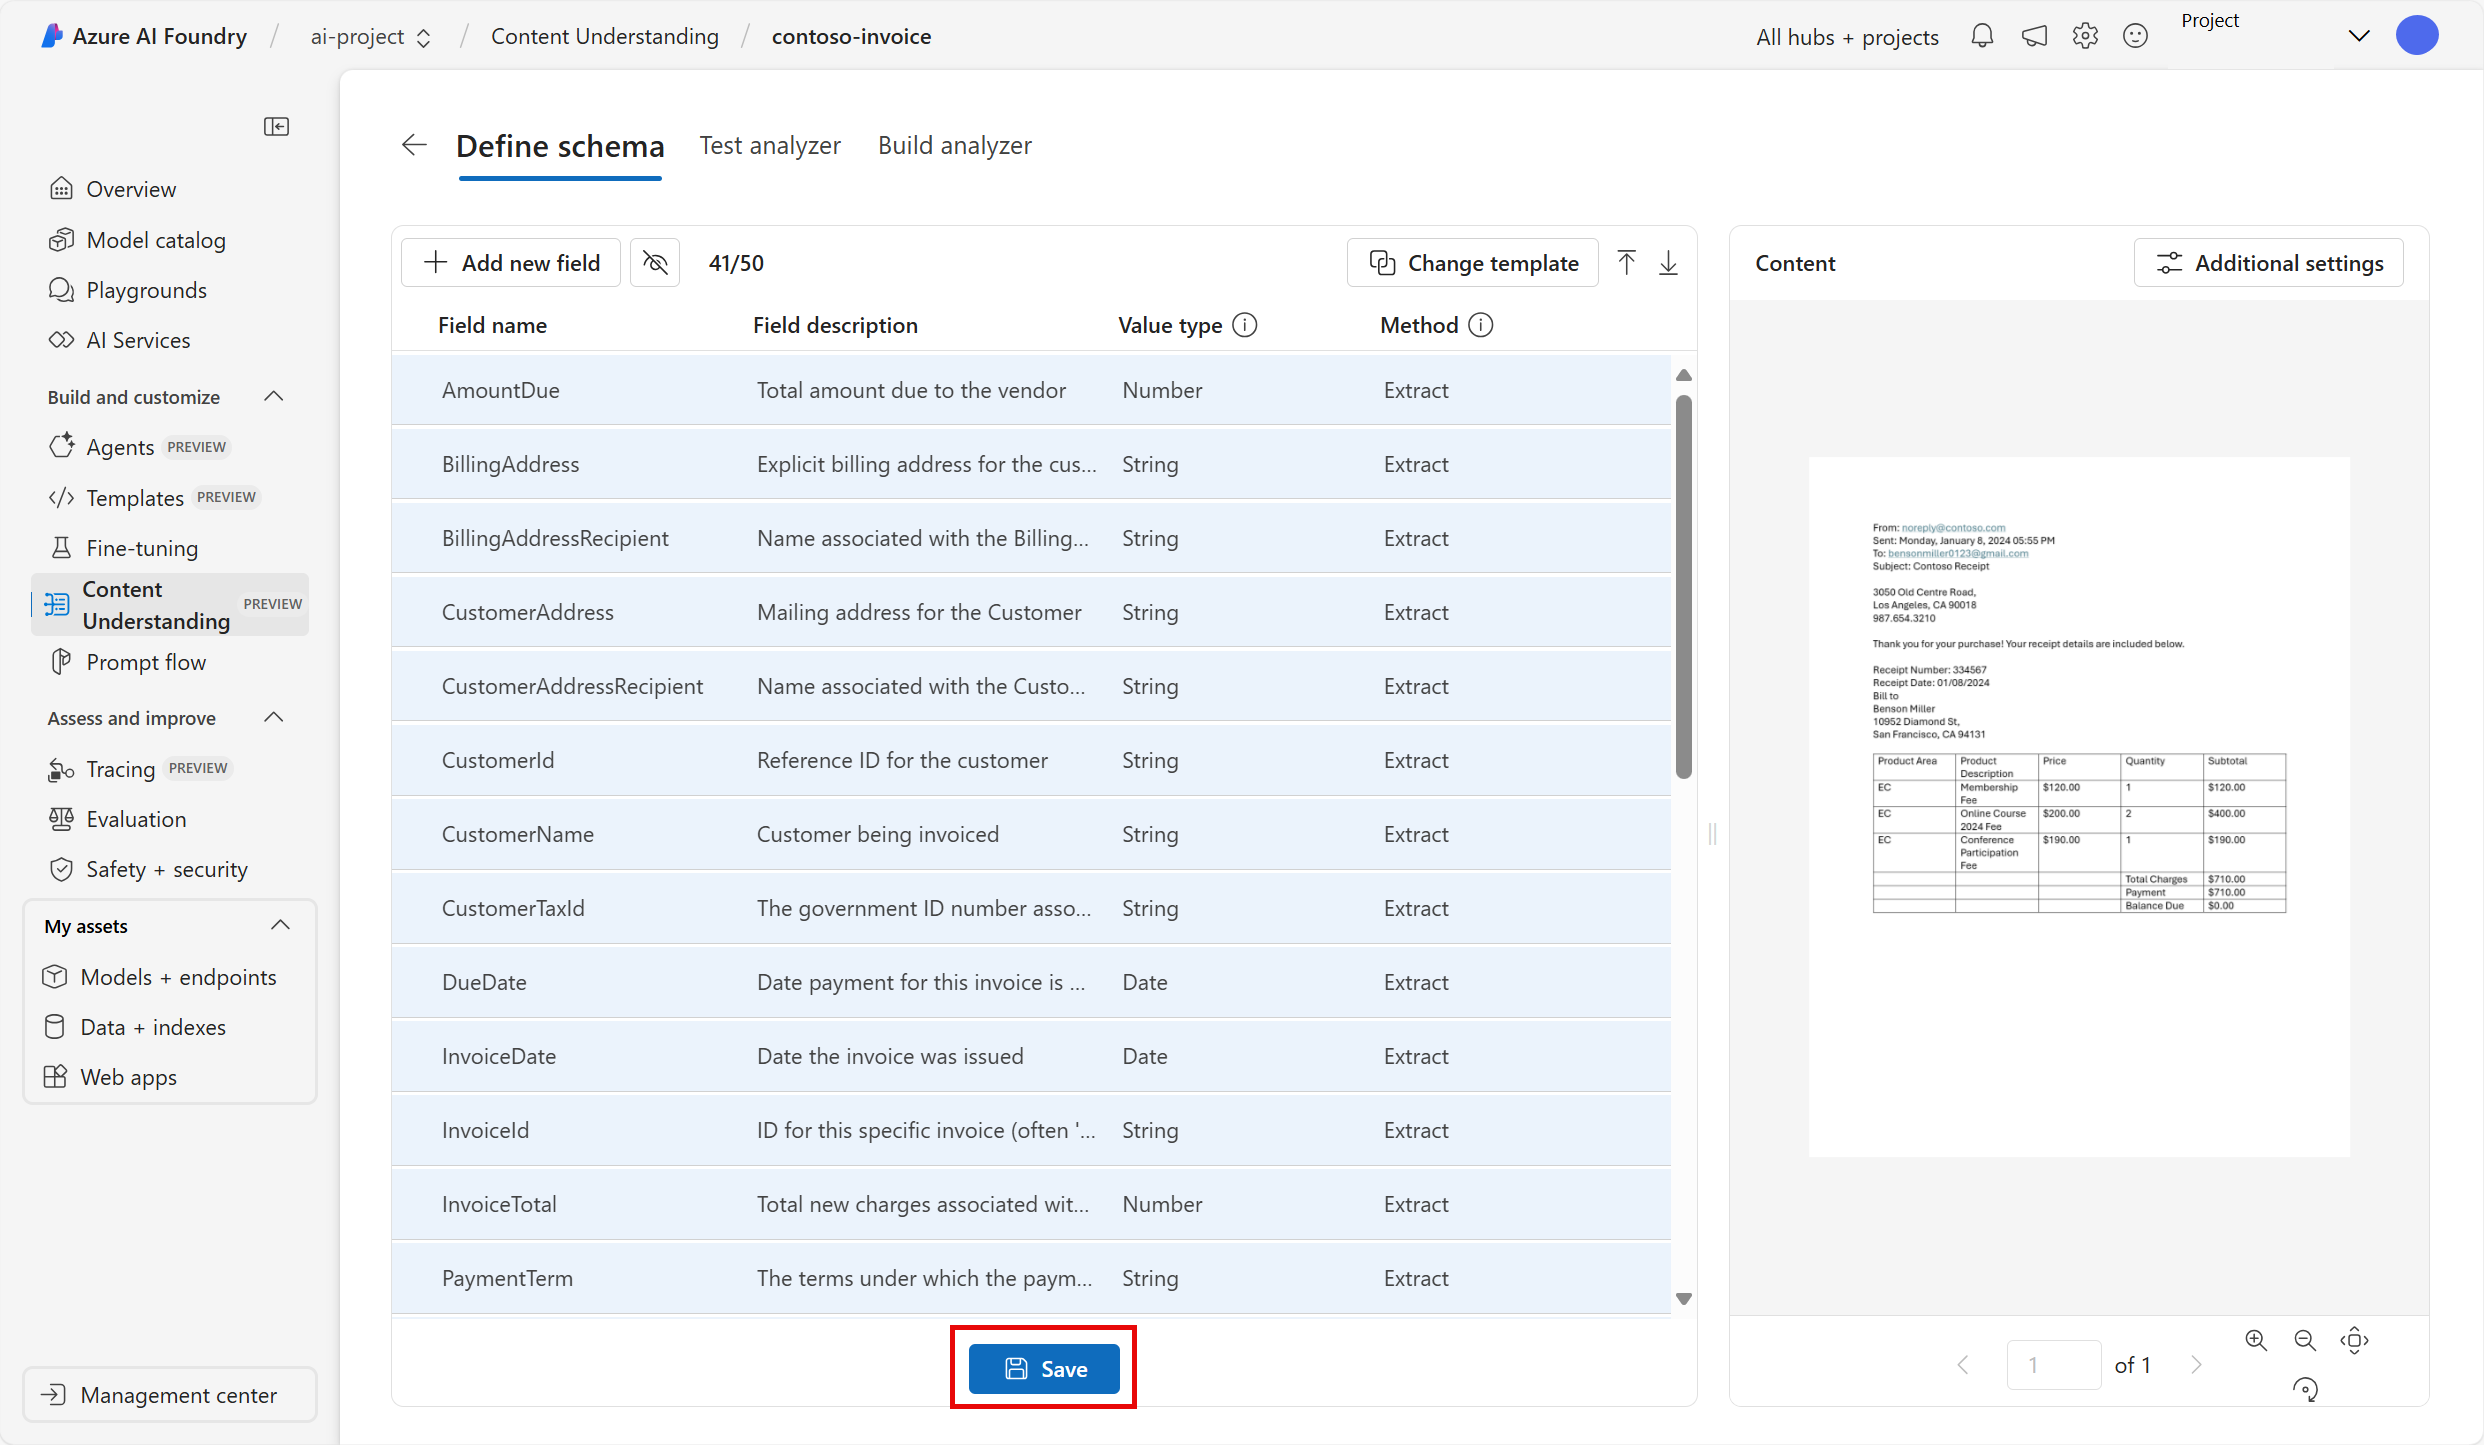 Azure AI Foundry / ai-project / Content Understanding / contoso-invoice
All hubs + projects
Project
Overview
Model catalog
Playgrounds
AI Services
Build and customize
Agents PREVIEW
Templates PREVIEW
Fine-tuning
Content
Understanding PREVIEW
Prompt flow
Assess and improve
Tracing PREVIEW
Evaluation
Safety + security
My assets
Models + endpoints
Data + indexes
Web apps
Management center
Define schema Test analyzer Build analyzer
Add new field 41/50 Change template
Field name Field description Value type Method
AmountDue Total amount due to the vendor Number Extract
BillingAddress Explicit billing address for the cus... String Extract
BillingAddressRecipient Name associated with the Billing... String Extract
CustomerAddress Mailing address for the Customer String Extract
CustomerAddressRecipient Name associated with the Custo... String Extract
CustomerId Reference ID for the customer String Extract
CustomerName Customer being invoiced String Extract
CustomerTaxId The government ID number asso... String Extract
DueDate Date payment for this invoice is ... Date Extract
InvoiceDate Date the invoice was issued Date Extract
InvoiceId ID for this specific invoice (often '... String Extract
InvoiceTotal Total new charges associated wit... Number Extract
PaymentTerm The terms under which the paym... String Extract
Save
Content Additional settings
From: noreply@contoso.com
Sent: Monday, January 8, 2024 05:55 PM
To: bensonmiller0123@gmail.com
Subject: Contoso Receipt
3050 Old Centre Road,
Los Angeles, CA 90018
987.654.3210
Thank you for your purchase! Your receipt details are included below.
Receipt Number: 334567
Receipt Date: 01/08/2024
Bill to
Benson Miller
10952 Diamond St,
San Francisco, CA 94131
Product Area Product Description Price Quantity Subtotal
EC Membership Fee $120.00 1 $120.00
EC Online Course 2024 Fee $200.00 2 $400.00
EC Conference Participation Fee $190.00 1 $190.00
Total Charges $710.00
Payment $710.00
Balance Due $0.00
1 of 1